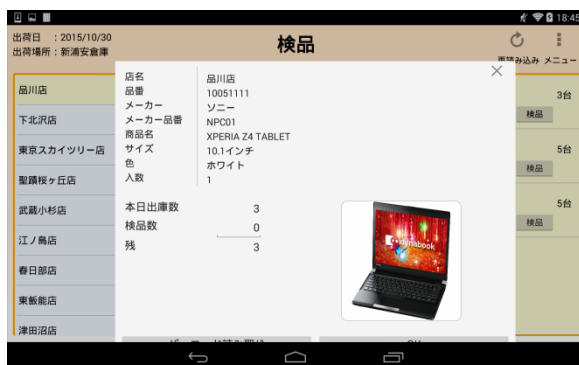 18:45
出荷日　：2015/10/30
出荷場所：新浦安倉庫
検品
再読み込み メニュー
品川店
下北沢店
東京スカイツリー店
聖蹟桜ヶ丘店
武蔵小杉店
江ノ島店
春日部店
東飯能店
津田沼店
店名 品川店
品番 10051111
メーカー ソニー
メーカー品番 NPC01
商品名 XPERIA Z4 TABLET
サイズ 10.1インチ
色 ホワイト
入数 1
本日出庫数 3
検品数 0
残 3
dynabook
3台
検品
5台
検品
5台
検品